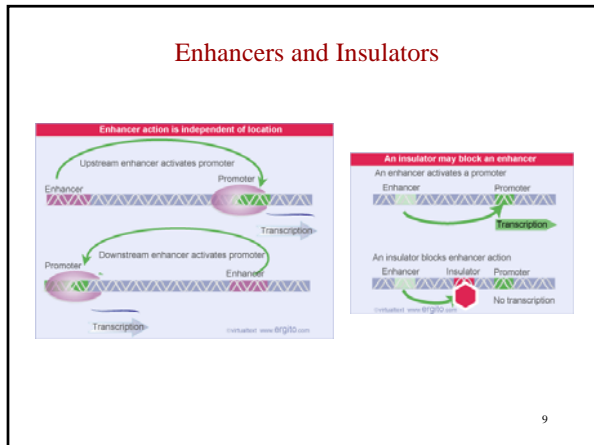 Enhancers and Insulators
Enhancer action is independent of location
Upstream enhancer activates promoter
Promoter
Enhancer
Transcription
Downstream enhancer activates promoter
Promoter
Enhancer
Transcription
©virtualtext www.ergito.com
An insulator may block an enhancer
An enhancer activates a promoter
Enhancer Promoter
Transcription
An insulator blocks enhancer action
Enhancer Insulator Promoter
No transcription
©virtualtext www.ergito.com
9